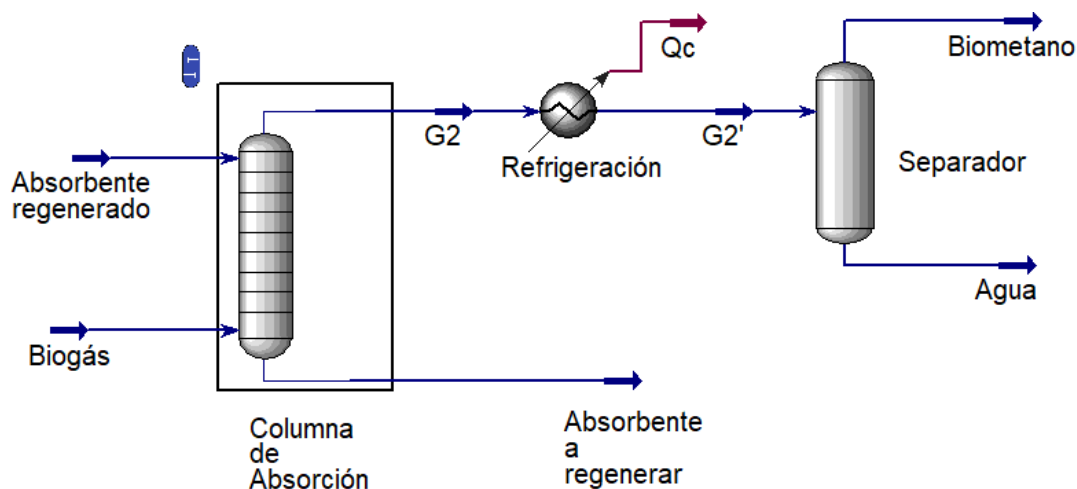 Qc
Biometano
G2
G2'
Refrigeración
Separador
Absorbente
regenerado
Agua
Biogás
Columna
de
Absorción
Absorbente
a
regenerar